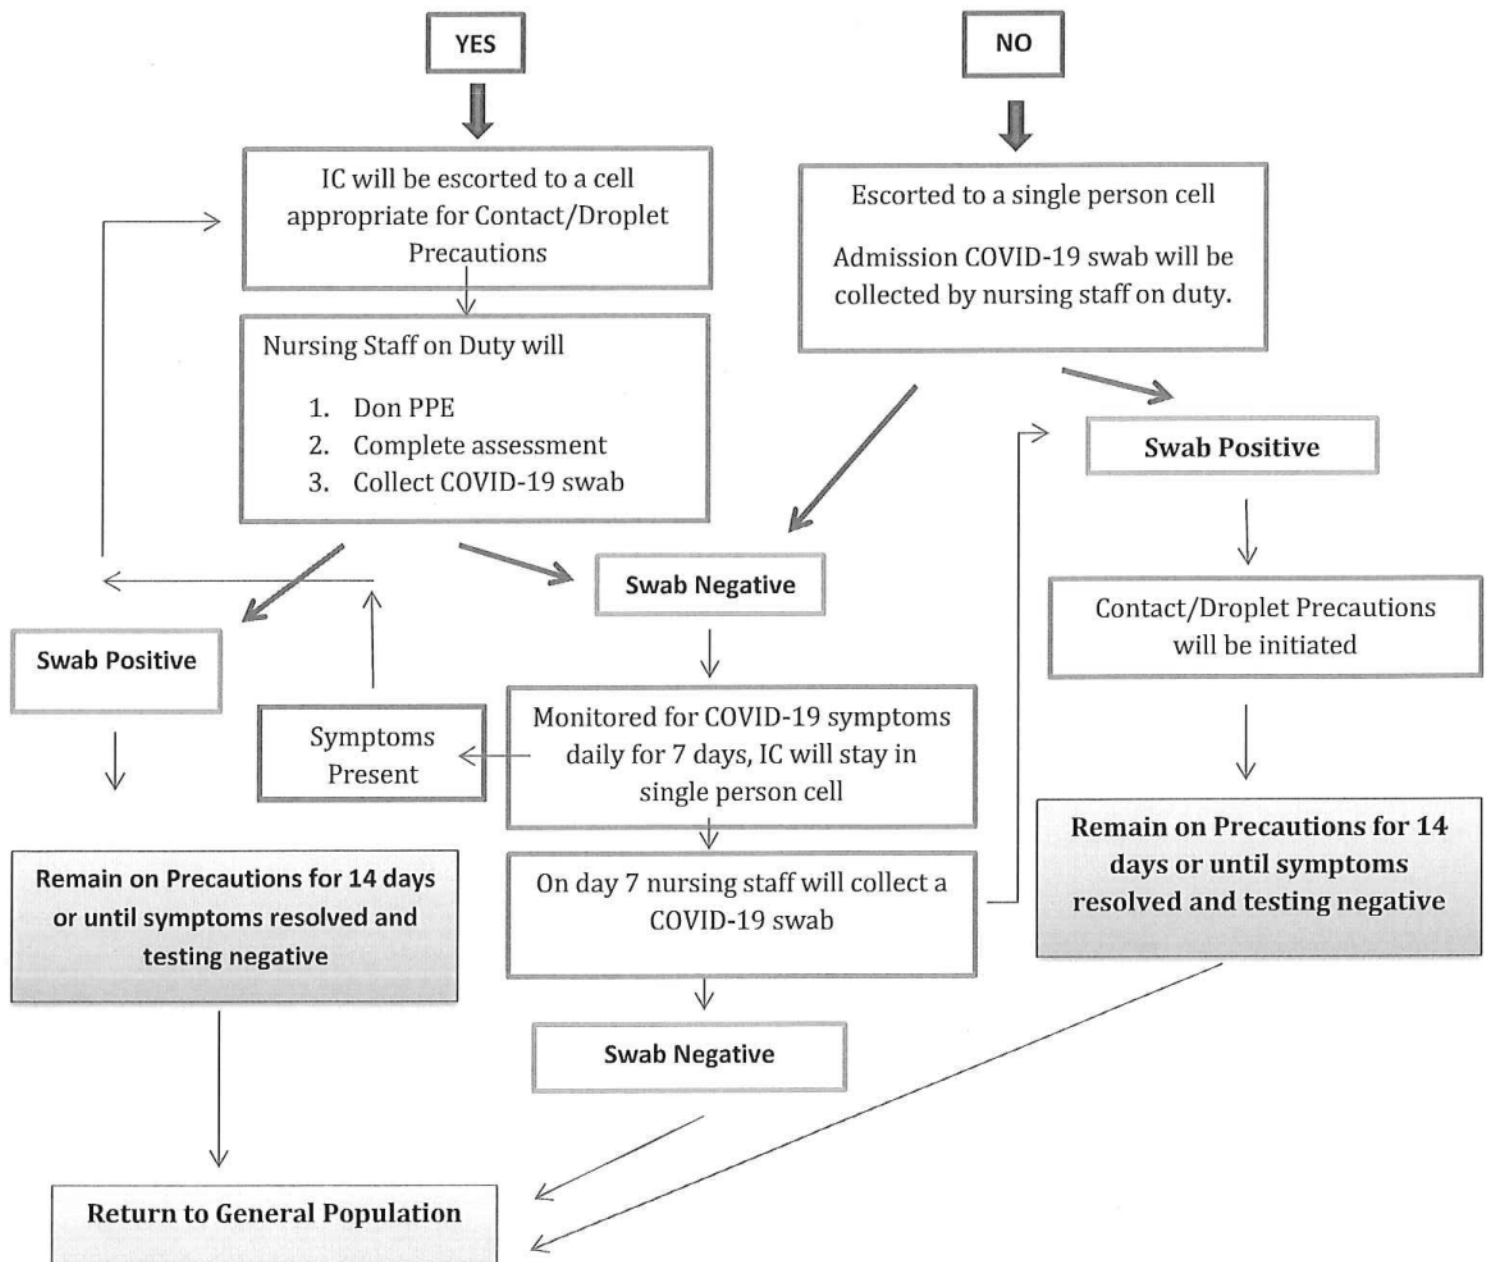 YES
NO
IC will be escorted to a cell
appropriate for Contact/Droplet
Precautions
Escorted to a single person cell
Admission COVID-19 swab will be
collected by nursing staff on duty.
Nursing Staff on Duty will
1. Don PPE
2. Complete assessment
3. Collect COVID-19 swab
Swab Positive
Swab Negative
Contact/Droplet Precautions
will be initiated
Swab Positive
Symptoms
Present
Monitored for COVID-19 symptoms
daily for 7 days, IC will stay in
single person cell
Remain on Precautions for 14
days or until symptoms
resolved and testing negative
Remain on Precautions for 14 days
or until symptoms resolved and
testing negative
On day 7 nursing staff will collect a
COVID-19 swab
Swab Negative
Return to General Population